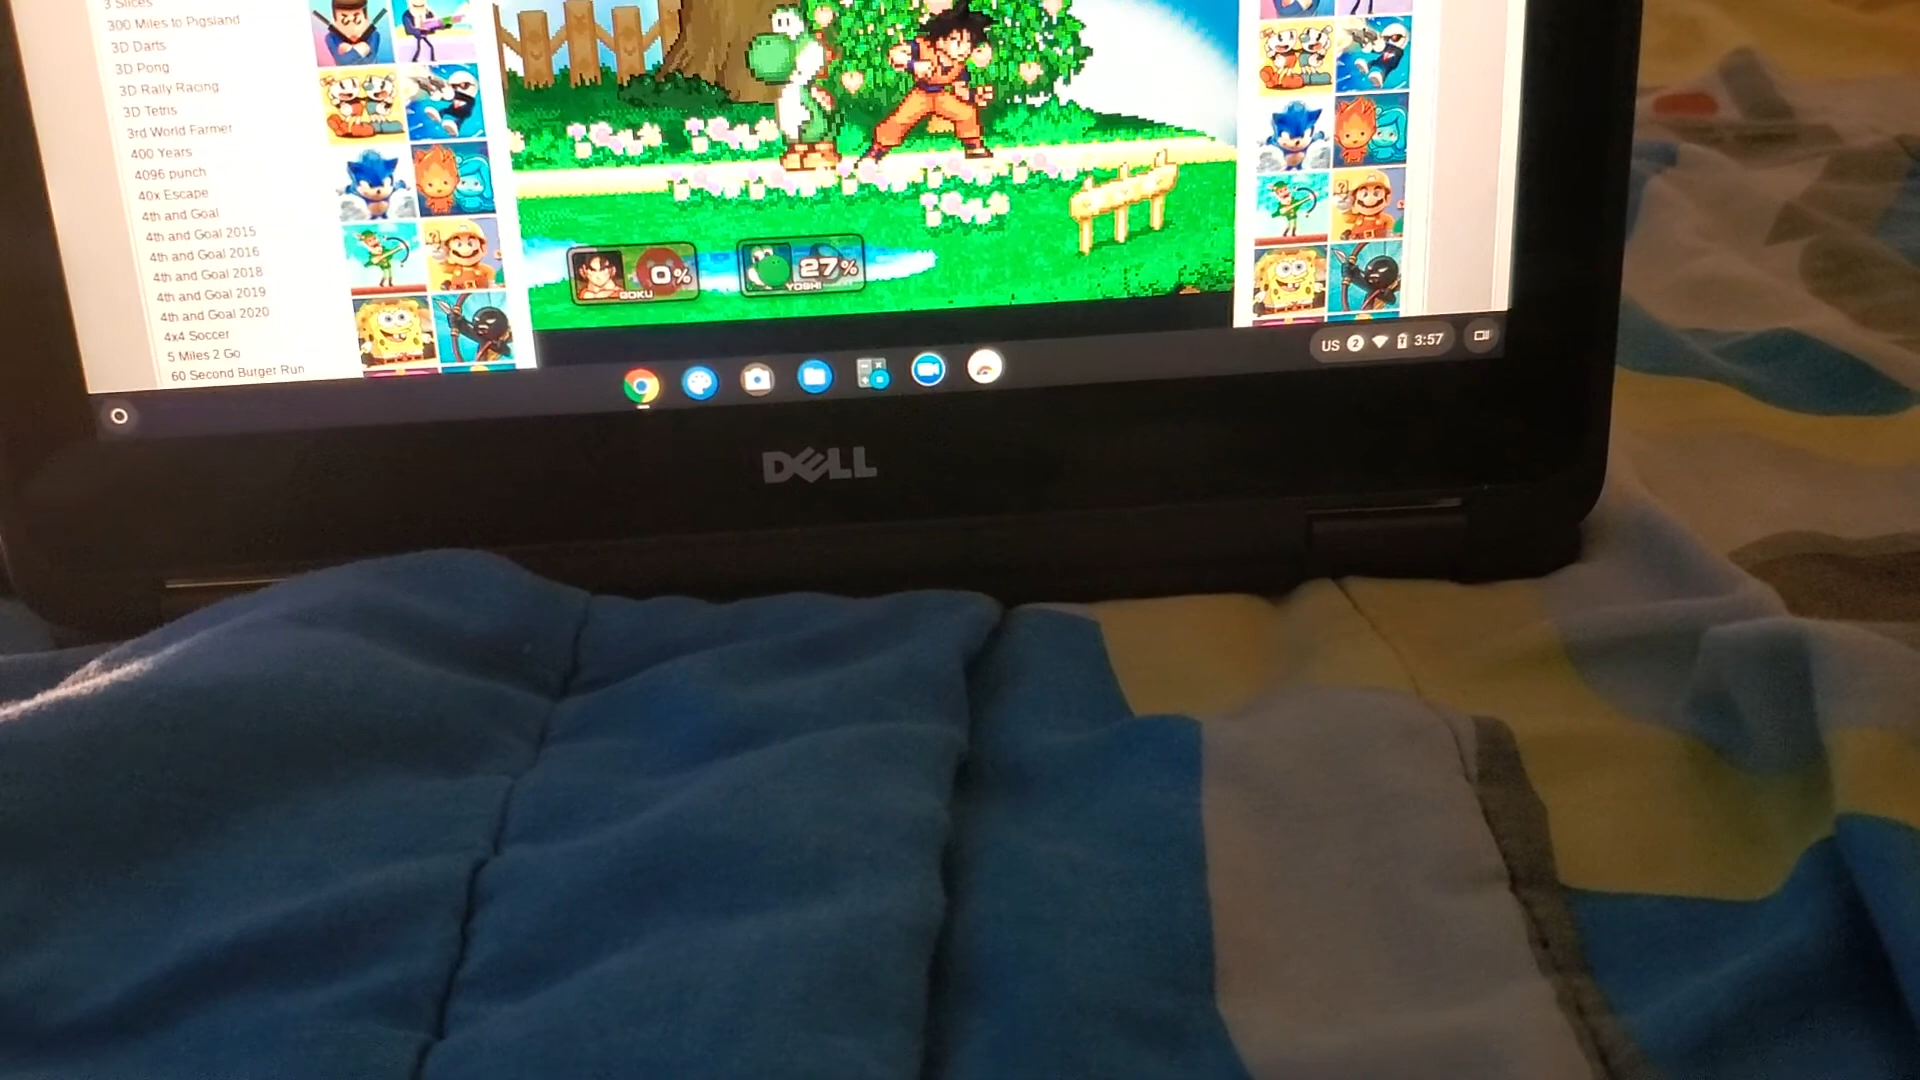 3 Slices
300 Miles to Pigsland
3D Darts
3D Pong
3D Rally Racing
3D Tetris
3rd World Farmer
400 Years
4096 punch
40x Escape
4th and Goal
4th and Goal 2015
4th and Goal 2016
4th and Goal 2018
4th and Goal 2019
4th and Goal 2020
4x4 Soccer
5 Miles 2 Go
60 Second Burger Run
0%
GOKU
27%
YOSHI
US 2 3:57
DELL